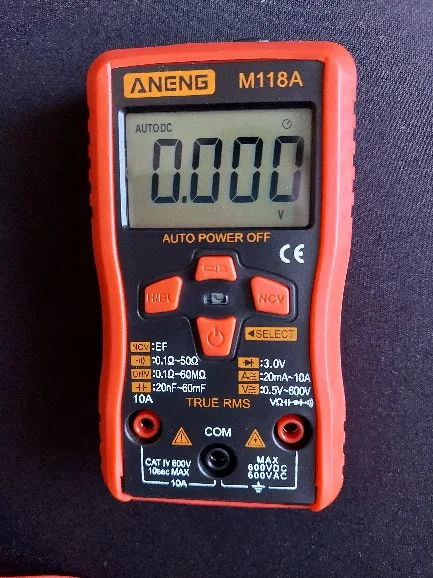 ANENG M118A
AUTO DC
0.000
V
AUTO POWER OFF
CE
H/BL
NCV
SELECT
NCV :EF
:0.1Ω~50Ω
OHM :0.1Ω~60MΩ
:20nF~60mF
:3.0V
A :20mA~10A
V :0.5V~600V
10A
TRUE RMS
VΩ
COM
CAT IV 600V
10sec MAX
10A
MAX
600VDC
600VAC